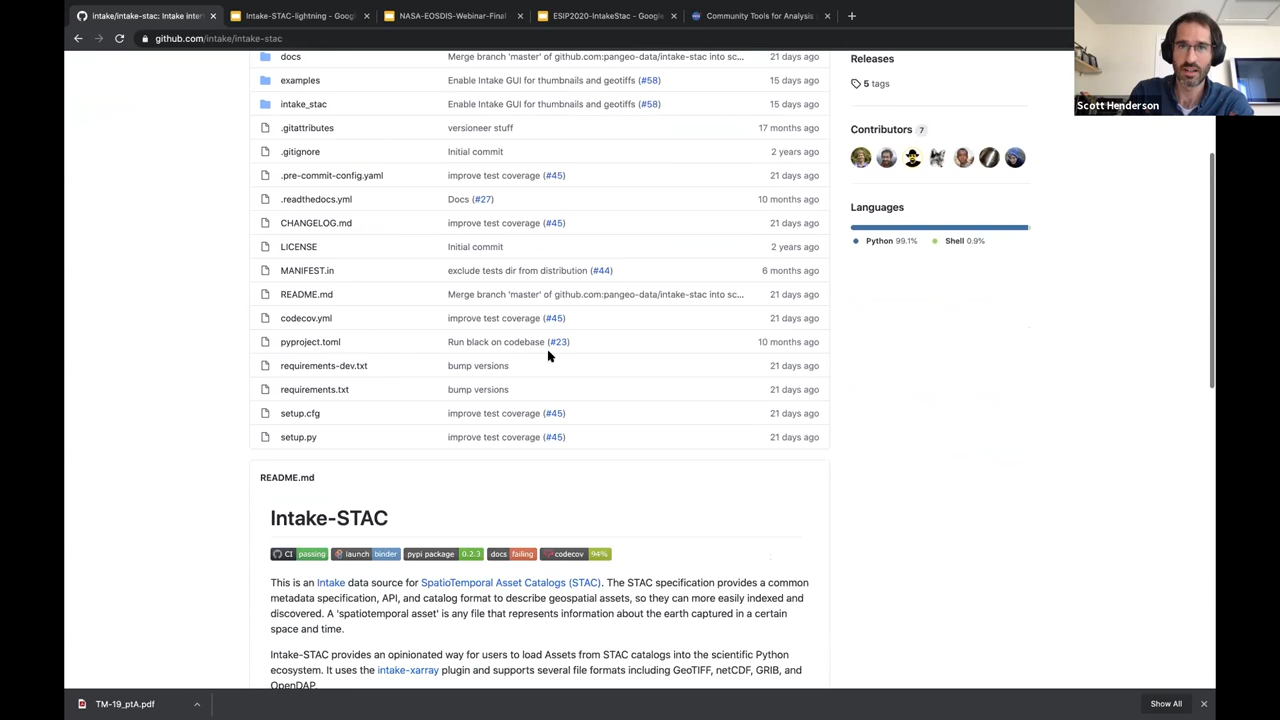 intake/intake-stac: Intake inter
Intake-STAC-lightning - Googl
NASA-EOSDIS-Webinar-Final
ESIP2020-IntakeStac - Google
Community Tools for Analysis
github.com/intake/intake-stac
Scott Henderson
docs Merge branch 'master' of github.com:pangeo-data/intake-stac into sc... 21 days ago
examples Enable Intake GUI for thumbnails and geotiffs (#58) 15 days ago
intake_stac Enable Intake GUI for thumbnails and geotiffs (#58) 15 days ago
.gitattributes versioneer stuff 17 months ago
.gitignore Initial commit 2 years ago
.pre-commit-config.yaml improve test coverage (#45) 21 days ago
.readthedocs.yml Docs (#27) 10 months ago
CHANGELOG.md improve test coverage (#45) 21 days ago
LICENSE Initial commit 2 years ago
MANIFEST.in exclude tests dir from distribution (#44) 6 months ago
README.md Merge branch 'master' of github.com:pangeo-data/intake-stac into sc... 21 days ago
codecov.yml improve test coverage (#45) 21 days ago
pyproject.toml Run black on codebase (#23) 10 months ago
requirements-dev.txt bump versions 21 days ago
requirements.txt bump versions 21 days ago
setup.cfg improve test coverage (#45) 21 days ago
setup.py improve test coverage (#45) 21 days ago
Releases
5 tags
Contributors 7
Languages
Python 99.1% Shell 0.9%
README.md
Intake-STAC
CI passing launch binder pypi package 0.2.3 docs failing codecov 94%
This is an Intake data source for SpatioTemporal Asset Catalogs (STAC). The STAC specification provides a common
metadata specification, API, and catalog format to describe geospatial assets, so they can more easily indexed and
discovered. A 'spatiotemporal asset' is any file that represents information about the earth captured in a certain
space and time.
Intake-STAC provides an opinionated way for users to load Assets from STAC catalogs into the scientific Python
ecosystem. It uses the intake-xarray plugin and supports several file formats including GeoTIFF, netCDF, GRIB, and
OpenDAP.
TM-19_ptA.pdf
Show All